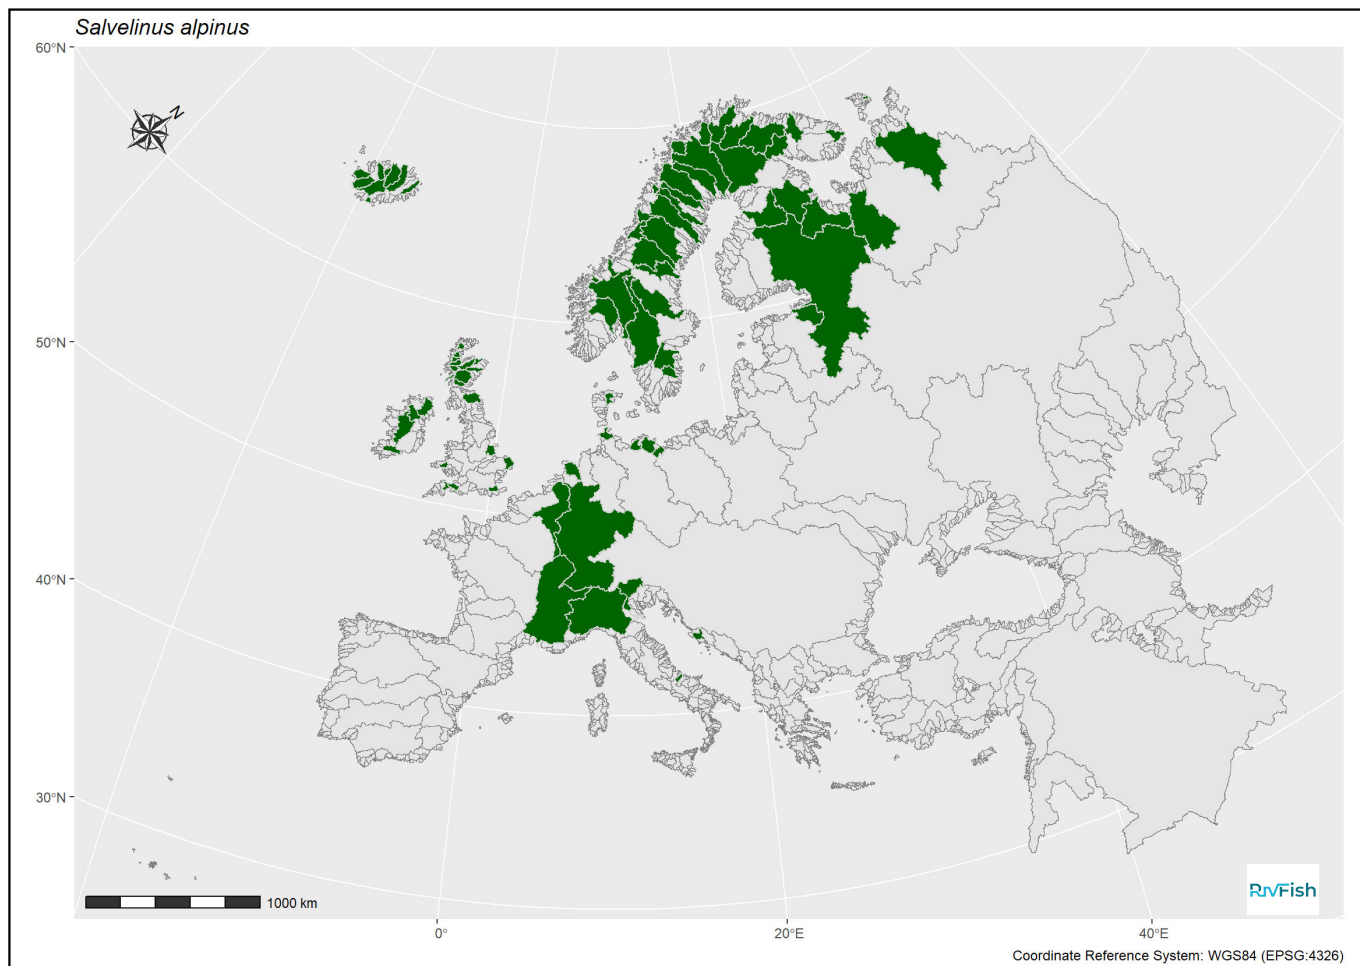 Salvelinus alpinus
60°N
N
50°N
40°N
30°N
1000 km
RIVFISH
0°
20°E
40°E
Coordinate Reference System: WGS84 (EPSG:4326)